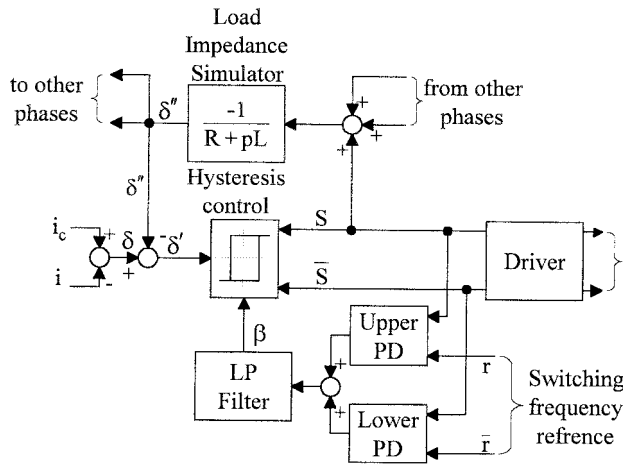 Load
Impedance
Simulator
to other
phases
δ″
-1
R + pL
+
+
+
from other
phases
δ″
Hysteresis
control
S
S̅
i_c
+
δ
+
-
δ′
i
-
Driver
β
Upper
PD
r
LP
Filter
+
+
Lower
PD
r̅
Switching
frequency
refrence